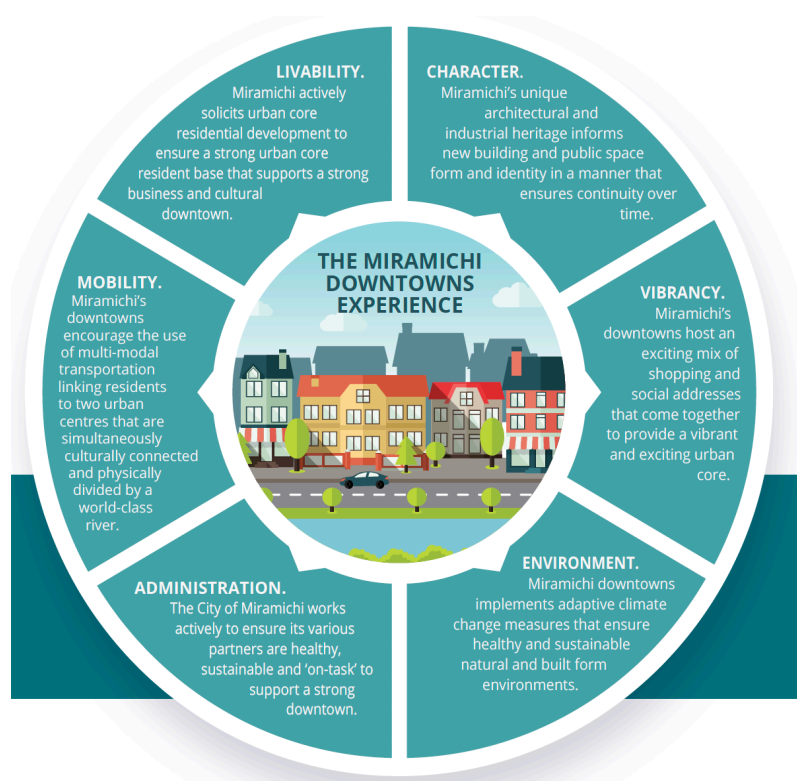 LIVABILITY.
Miramichi actively
solicits urban core
residential development to
ensure a strong urban core
resident base that supports a strong
business and cultural
downtown.
CHARACTER.
Miramichi's unique
architectural and
industrial heritage informs
new building and public space
form and identity in a manner that
ensures continuity over
time.
THE MIRAMICHI
DOWNTOWNS
EXPERIENCE
MOBILITY.
Miramichi's
downtowns
encourage the use
of multi-modal
transportation
linking residents
to two urban
centres that are
simultaneously
culturally connected
and physically
divided by a
world-class
river.
VIBRANCY.
Miramichi's
downtowns host an
exciting mix of
shopping and
social addresses
that come together
to provide a vibrant
and exciting urban
core.
ADMINISTRATION.
The City of Miramichi works
actively to ensure its various
partners are healthy,
sustainable and 'on-task' to
support a strong
downtown.
ENVIRONMENT.
Miramichi downtowns
implements adaptive climate
change measures that ensure
healthy and sustainable
natural and built form
environments.